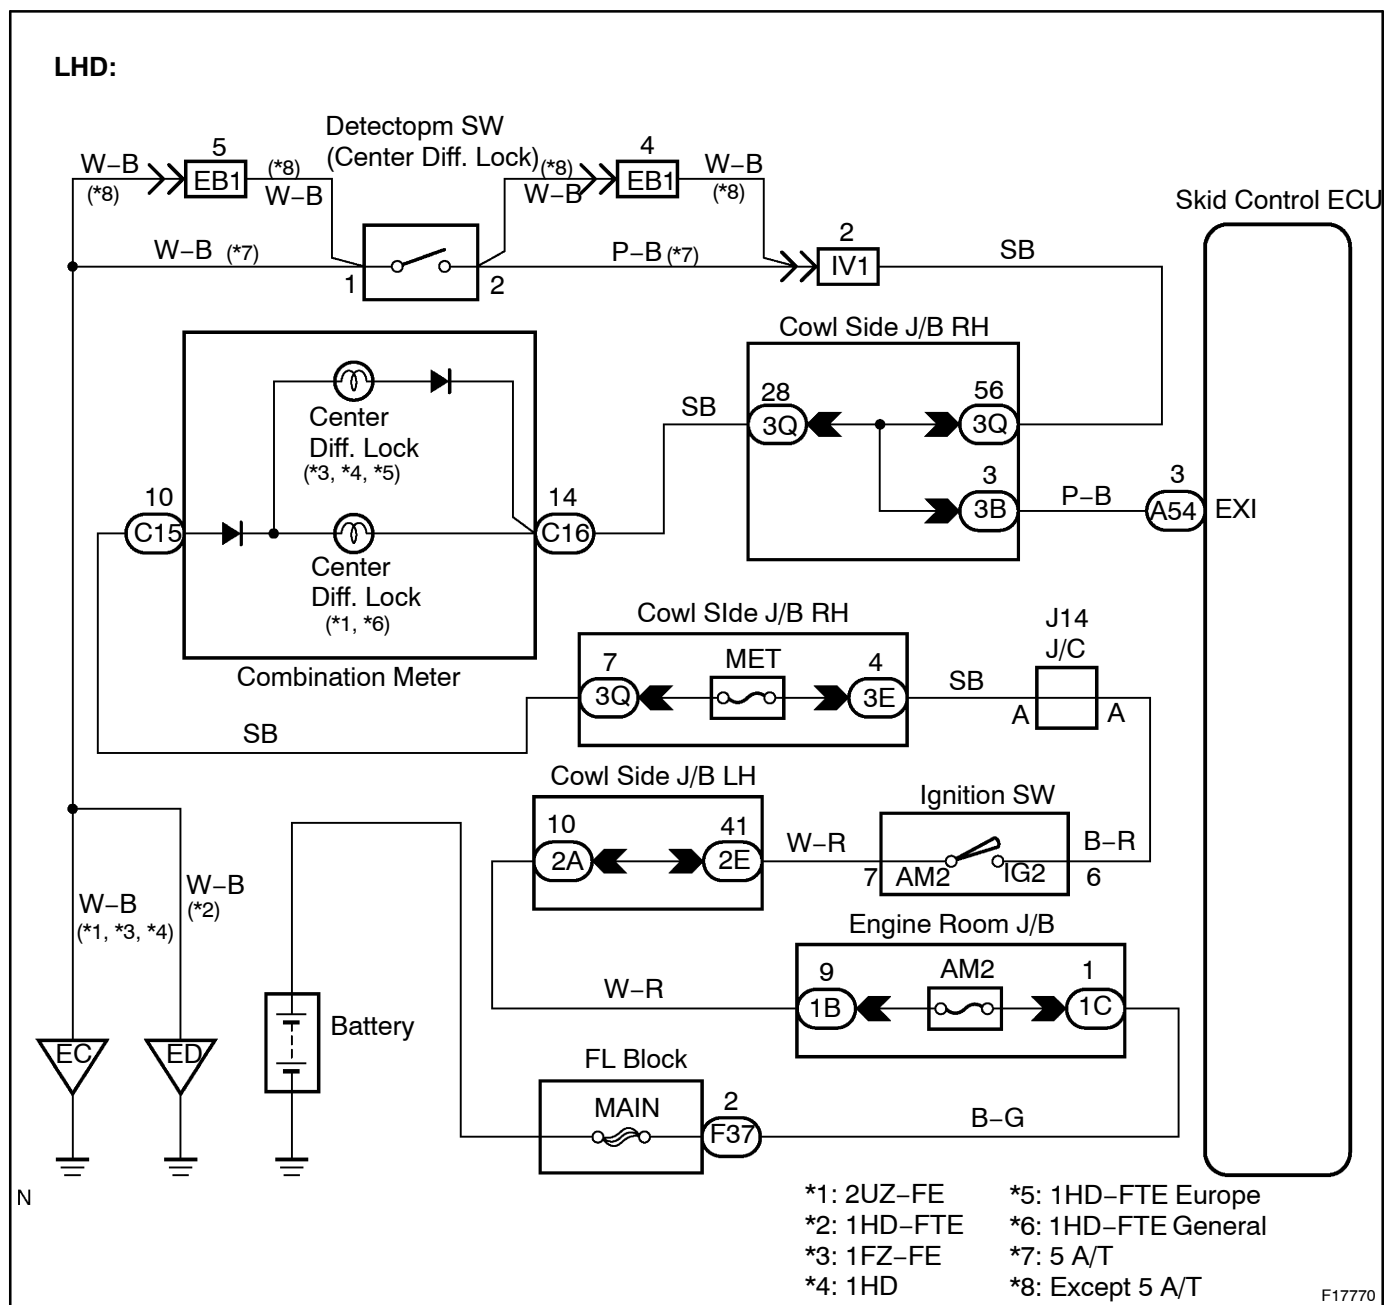 LHD:
Detectopm SW
(Center Diff. Lock)
W−B
(*8)
5
EB1
(*8)
W−B
(*8)
W−B
4
EB1
W−B
(*8)
Skid Control ECU
W−B (*7)
1
2
P−B (*7)
2
IV1
SB
Cowl Side J/B RH
28
3Q
56
3Q
SB
3
3B
P−B
3
A54
EXI
Center
Diff. Lock
(*3, *4, *5)
10
C15
14
C16
Center
Diff. Lock
(*1, *6)
Combination Meter
Cowl SIde J/B RH
7
3Q
MET
4
3E
SB
J14
J/C
A
A
SB
Cowl Side J/B LH
10
2A
41
2E
W−R
Ignition SW
7
AM2
IG2
B−R
6
W−B
(*1, *3, *4)
W−B
(*2)
Engine Room J/B
9
1B
AM2
1
1C
W−R
Battery
EC
ED
FL Block
MAIN
2
F37
B−G
N
*1: 2UZ−FE
*2: 1HD−FTE
*3: 1FZ−FE
*4: 1HD
*5: 1HD−FTE Europe
*6: 1HD−FTE General
*7: 5 A/T
*8: Except 5 A/T
F17770